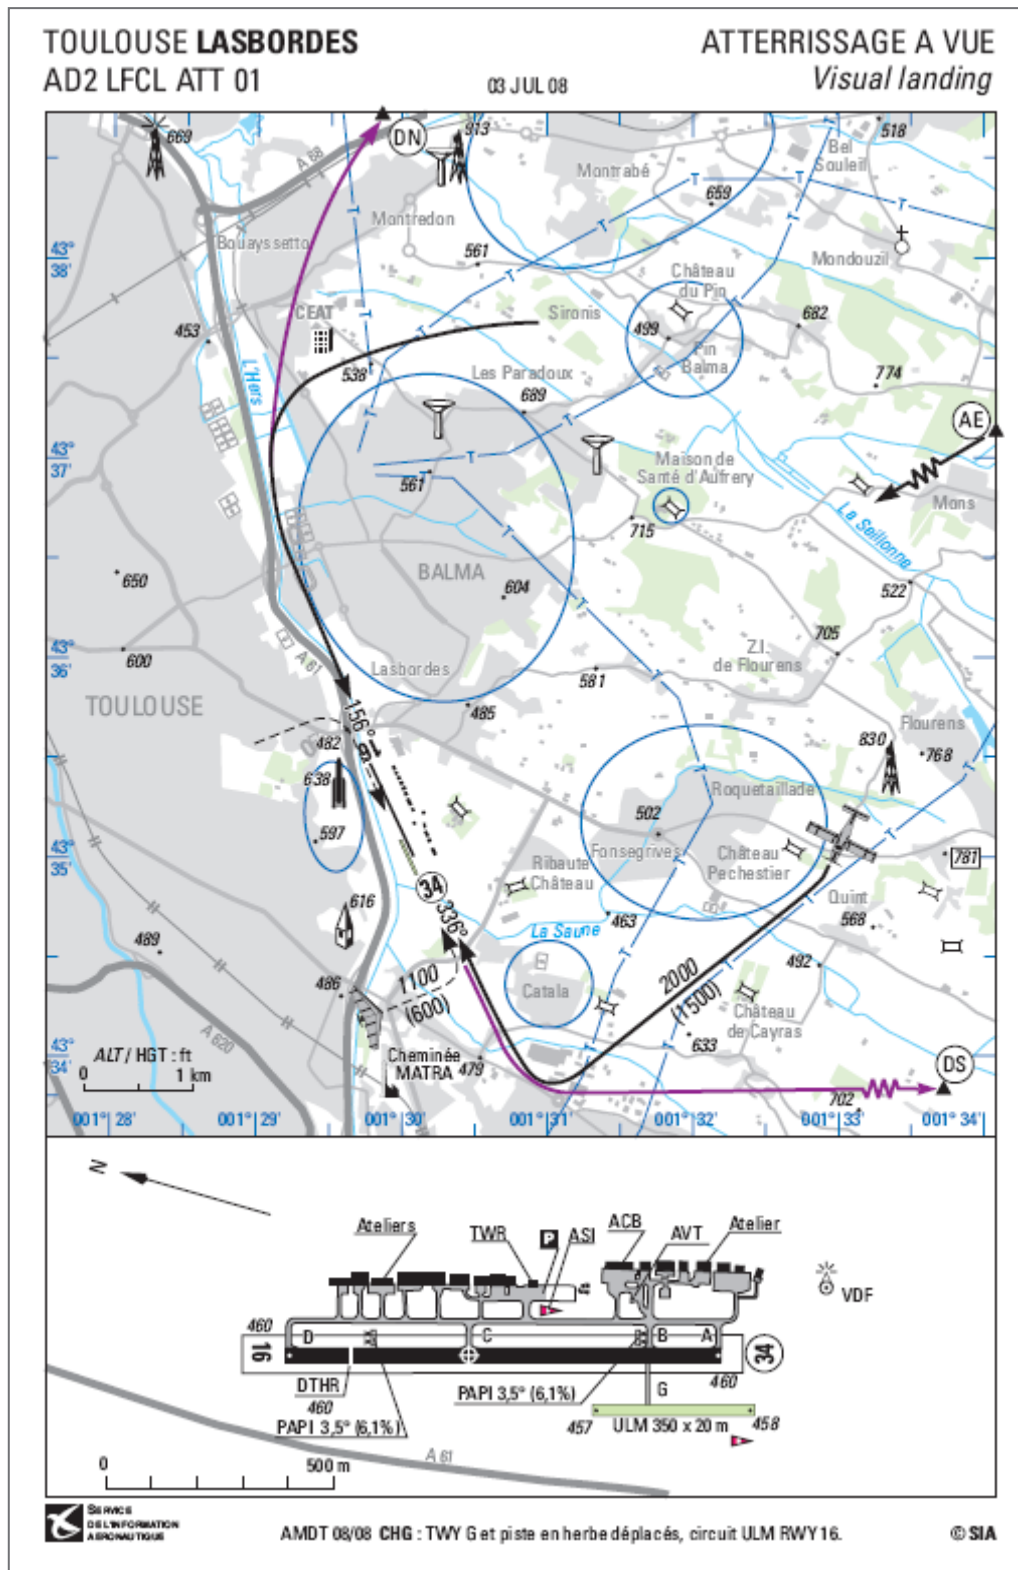 TOULOUSE LASBORDES
ATTERRISSAGE A VUE
AD2 LFCL ATT 01
03 JUL 08
Visual landing
669
A 68
DN
913
Montrabé
659
Bel
Souleil
518
Montredon
Bouayssetto
561
43°
38'
Mondouzil
Château
du Pin
CEAT
Sironis
453
L'Hers
538
499
Pin
Balma
682
Les Paradoux
689
774
AE
43°
37'
561
Maison de
Santé d'Aufrery
Mons
715
La Seillonne
650
BALMA
604
522
43°
36'
600
A 61
Lasbordes
581
705
Z.I.
de Flourens
TOULOUSE
485
Flourens
156°
16
482
830
768
638
597
Roquetaillade
502
Fonsegrives
43°
35'
34
336°
Ribaute
Château
Château
Pechestier
781
Quint
616
463
568
La Saune
489
492
486
1100
(600)
Catala
2000
(1500)
Château
de Cayras
A 620
633
43°
34'
ALT / HGT : ft
0
1 km
Cheminée
MATRA
479
DS
702
001° 28'
001° 29'
001° 30'
001° 31'
001° 32'
001° 33'
001° 34'
N
Ateliers
TWR
P
ASI
ACB
AVT
Atelier
VDF
460
16
D
C
B
A
34
DTHR
460
PAPI 3,5° (6,1%)
PAPI 3,5° (6,1%)
G
460
457
ULM 350 x 20 m
458
A 61
0
500 m
SERVICE
DE L'INFORMATION
AERONAUTIQUE
AMDT 08/08 CHG : TWY G et piste en herbe déplacés, circuit ULM RWY 16.
© SIA